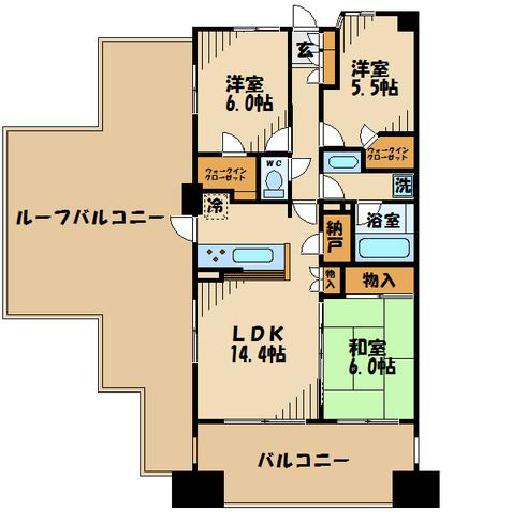 玄
洋室
6.0帖
洋室
5.5帖
ウォークイン
クローゼット
WC
ウォークイン
クローゼット
洗
冷
ルーフバルコニー
納
戸
浴室
物
入
物入
LDK
14.4帖
和室
6.0帖
バルコニー